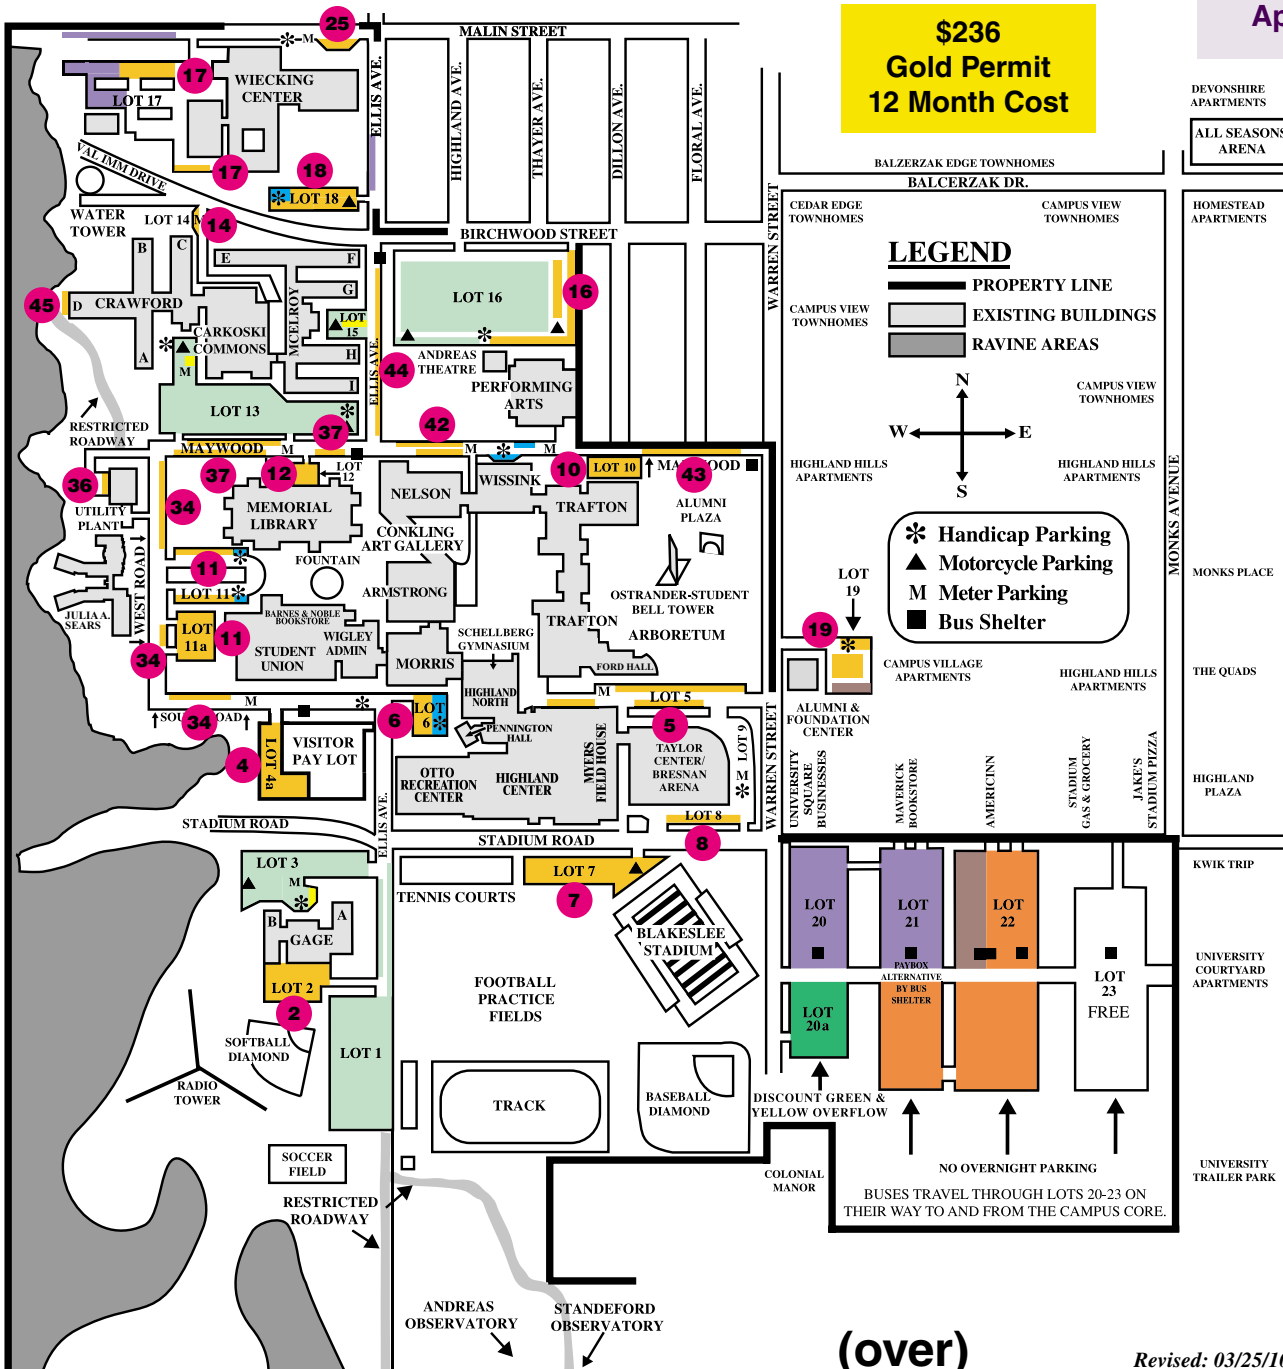 25
MALIN STREET
$236
Gold Permit
12 Month Cost
Ap
M
17
WIECKING
CENTER
LOT 17
ELLIS AVE.
HIGHLAND AVE.
THAYER AVE.
DILLON AVE.
FLORAL AVE.
DEVONSHIRE
APARTMENTS
ALL SEASONS
ARENA
VAL IMM DRIVE
17
18
LOT 18
BALZERZAK EDGE TOWNHOMES
BALCERZAK DR.
WATER
TOWER
LOT 14
M
14
BIRCHWOOD STREET
WARREN STREET
CEDAR EDGE
TOWNHOMES
CAMPUS VIEW
TOWNHOMES
HOMESTEAD
APARTMENTS
B
C
E
F
G
H
I
D
A
45
CRAWFORD
CARKOSKI
COMMONS
MCELROY
LOT
15
LOT 16
16
LEGEND
PROPERTY LINE
EXISTING BUILDINGS
RAVINE AREAS
CAMPUS VIEW
TOWNHOMES
ELLIS AVE.
44
ANDREAS
THEATRE
PERFORMING
ARTS
M
LOT 13
N
W
E
S
CAMPUS VIEW
TOWNHOMES
RESTRICTED
ROADWAY
MAYWOOD
M
37
42
M
M
37
12
LOT
12
10
LOT 10
MAYWOOD
43
HIGHLAND HILLS
APARTMENTS
HIGHLAND HILLS
APARTMENTS
MONKS AVENUE
36
UTILITY
PLANT
34
MEMORIAL
LIBRARY
NELSON
WISSINK
TRAFTON
ALUMNI
PLAZA
CONKLING
ART GALLERY
Handicap Parking
Motorcycle Parking
M Meter Parking
Bus Shelter
WEST ROAD
11
LOT 11
FOUNTAIN
ARMSTRONG
OSTRANDER-STUDENT
BELL TOWER
ARBORETUM
LOT
19
MONKS PLACE
JULIA A.
SEARS
LOT
11a
11
BARNES & NOBLE
BOOKSTORE
STUDENT
UNION
WIGLEY
ADMIN
MORRIS
SCHELLBERG
GYMNASIUM
TRAFTON
FORD HALL
19
CAMPUS VILLAGE
APARTMENTS
HIGHLAND HILLS
APARTMENTS
THE QUADS
34
M
SOUTH ROAD
34
6
LOT
6
HIGHLAND
NORTH
PENNINGTON
HALL
M
LOT 5
5
LOT 9
M
WARREN STREET
ALUMNI &
FOUNDATION
CENTER
4
LOT 4a
VISITOR
PAY LOT
OTTO
RECREATION
CENTER
HIGHLAND
CENTER
MYERS
FIELD HOUSE
TAYLOR
CENTER/
BRESNAN
ARENA
UNIVERSITY
SQUARE
BUSINESSES
MAVERICK
BOOKSTORE
AMERICINN
STADIUM
GAS & GROCERY
JAKE'S
STADIUM PIZZA
HIGHLAND
PLAZA
STADIUM ROAD
ELLIS AVE.
STADIUM ROAD
LOT 8
8
LOT 3
M
TENNIS COURTS
LOT 7
7
KWIK TRIP
B
A
GAGE
BLAKESLEE
STADIUM
LOT
20
LOT
21
LOT
22
LOT 2
2
FOOTBALL
PRACTICE
FIELDS
PAYBOX
ALTERNATIVE
BY BUS
SHELTER
LOT
23
FREE
UNIVERSITY
COURTYARD
APARTMENTS
SOFTBALL
DIAMOND
LOT 1
LOT
20a
RADIO
TOWER
TRACK
BASEBALL
DIAMOND
DISCOUNT GREEN &
YELLOW OVERFLOW
SOCCER
FIELD
COLONIAL
MANOR
NO OVERNIGHT PARKING
UNIVERSITY
TRAILER PARK
RESTRICTED
ROADWAY
BUSES TRAVEL THROUGH LOTS 20-23 ON
THEIR WAY TO AND FROM THE CAMPUS CORE.
ANDREAS
OBSERVATORY
STANDEFORD
OBSERVATORY
(over)
Revised: 03/25/10